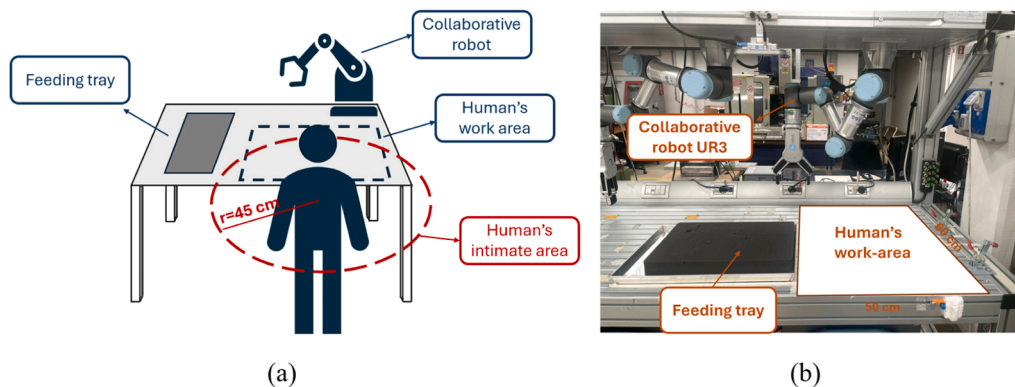 Collaborative
robot
Feeding tray
Human's
work area
r=45 cm
Human's
intimate area
(a)
Collaborative
robot UR3
Human's
work-area
60 cm
50 cm
Feeding tray
(b)